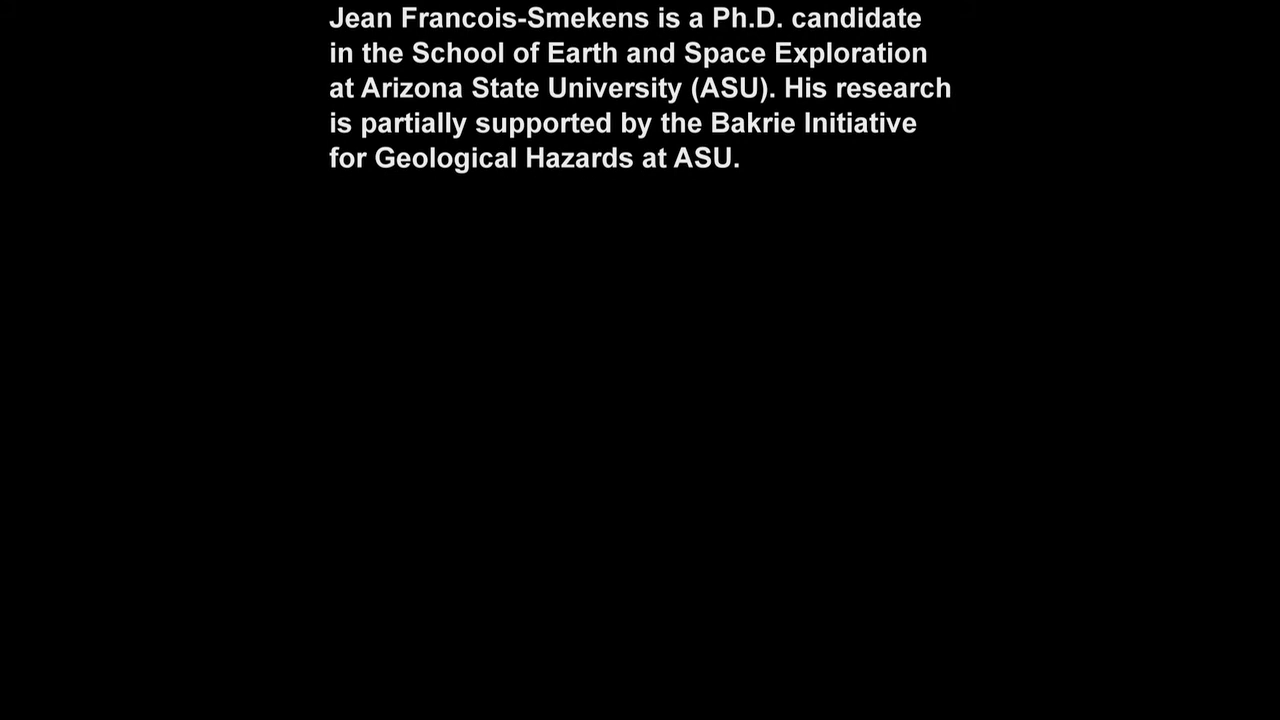 Jean Francois-Smekens is a Ph.D. candidate
in the School of Earth and Space Exploration
at Arizona State University (ASU). His research
is partially supported by the Bakrie Initiative
for Geological Hazards at ASU.